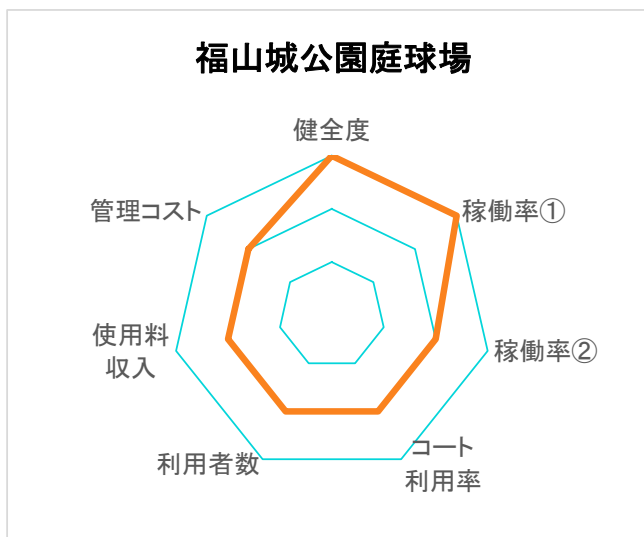 福山城公園庭球場
健全度
稼働率①
稼働率②
コート
利用率
利用者数
使用料
収入
管理コスト